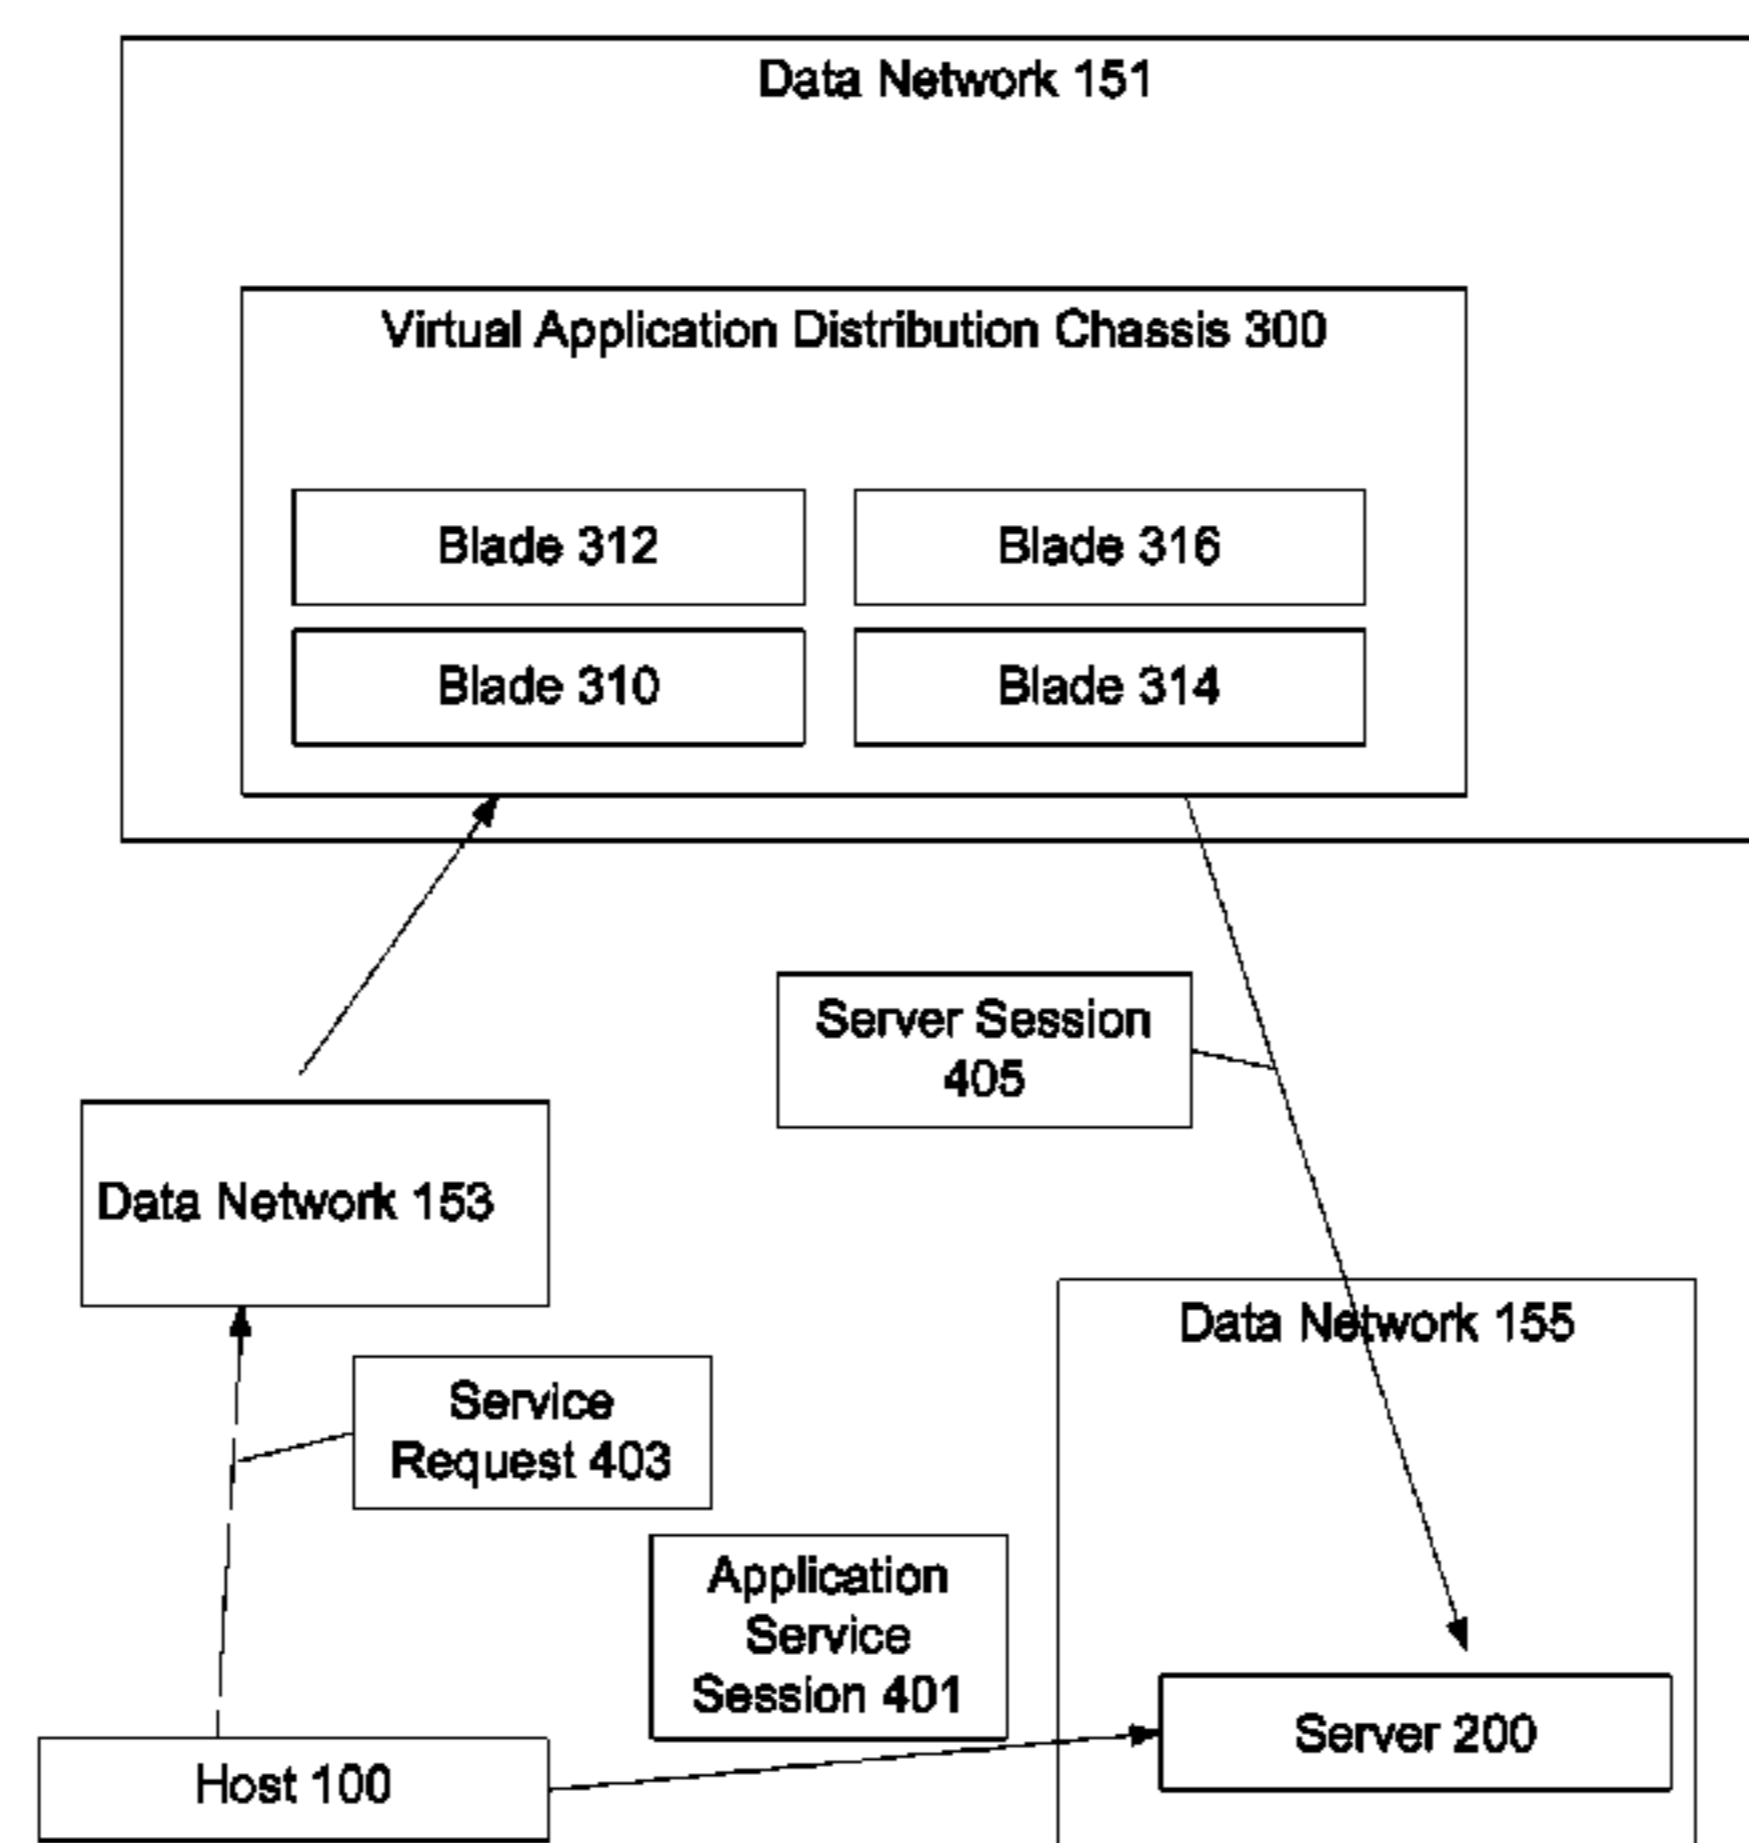 Data Network 151
Virtual Application Distribution Chassis 300
Blade 312
Blade 316
Blade 310
Blade 314
Server Session
405
Data Network 153
Data Network 155
Service
Request 403
Application
Service
Session 401
Server 200
Host 100